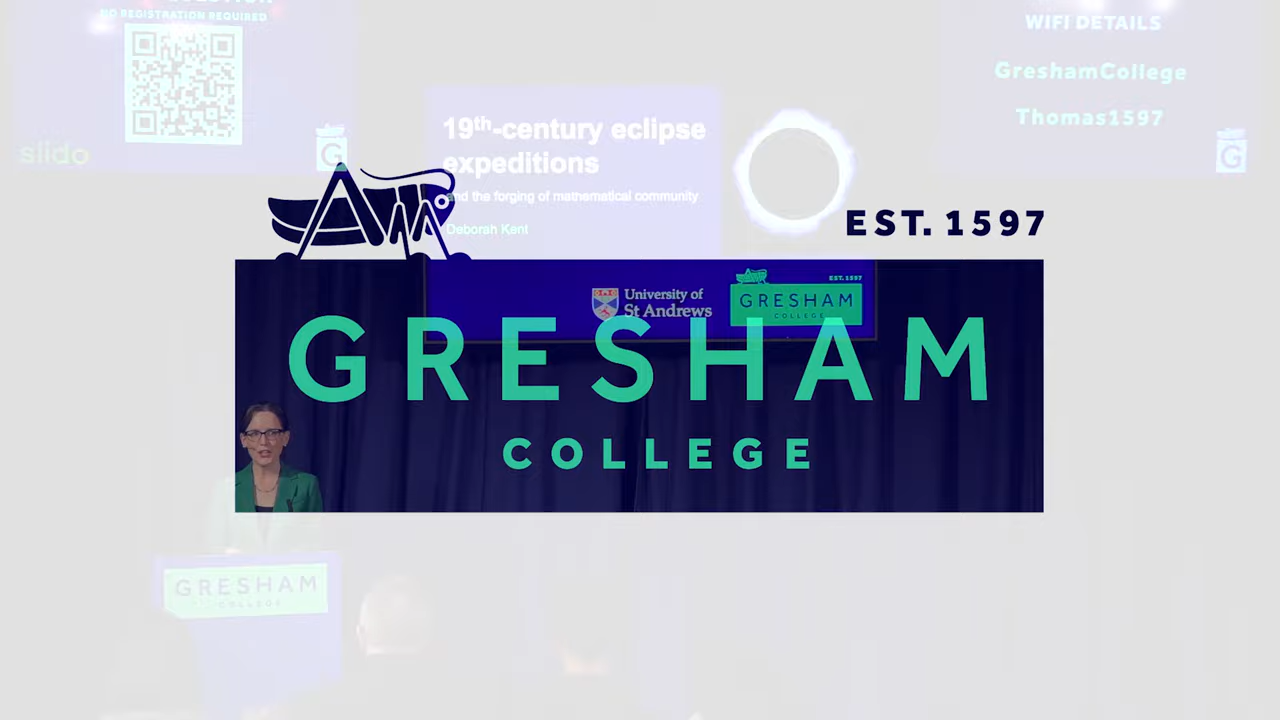 NO REGISTRATION REQUIRED
slido
G
WIFI DETAILS
GreshamCollege
Thomas1597
G
19th-century eclipse
expeditions
and the forging of mathematical community
Deborah Kent
University of
St Andrews
EST. 1597
GRESHAM
COLLEGE
EST. 1597
GRESHAM
COLLEGE
GRESHAM
COLLEGE